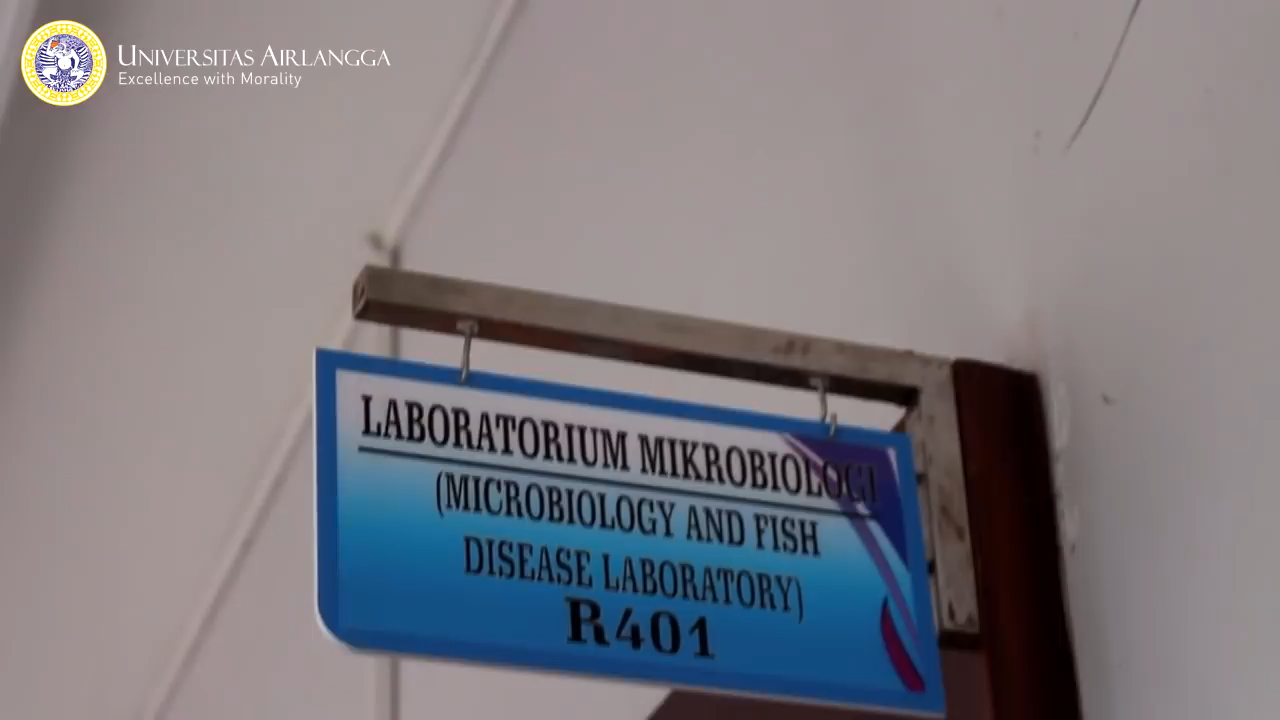 UNIVERSITAS AIRLANGGA
Excellence with Morality
LABORATORIUM MIKROBIOLOGI
(MICROBIOLOGY AND FISH
DISEASE LABORATORY)
R401